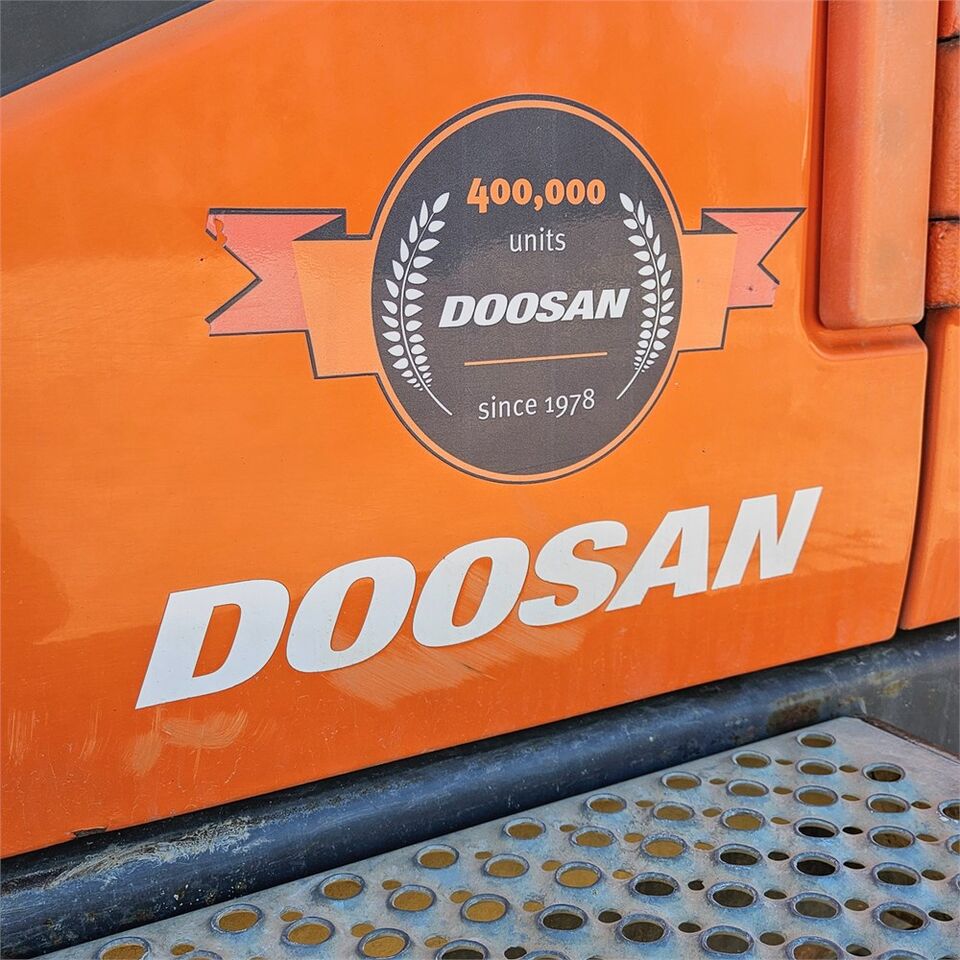 400,000
units
DOOSAN
since 1978
DOOSAN